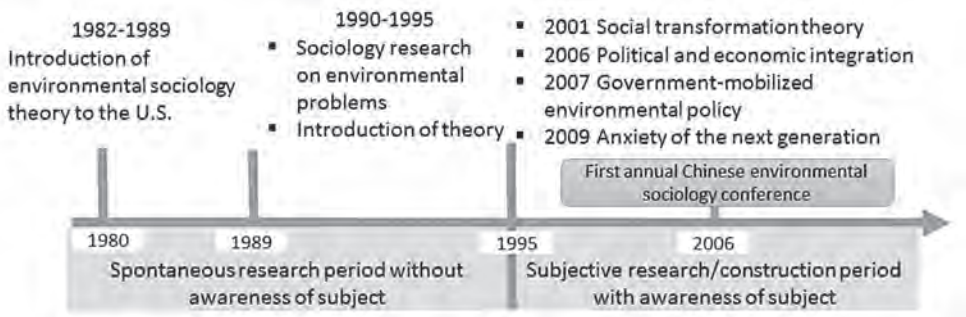 1982-1989
Introduction of
environmental sociology
theory to the U.S.
1990-1995
▪ Sociology research
on environmental
problems
▪ Introduction of theory
▪ 2001 Social transformation theory
▪ 2006 Political and economic integration
▪ 2007 Government-mobilized
environmental policy
▪ 2009 Anxiety of the next generation
First annual Chinese environmental
sociology conference
1980
1989
1995
2006
Spontaneous research period without
awareness of subject
Subjective research/construction period
with awareness of subject